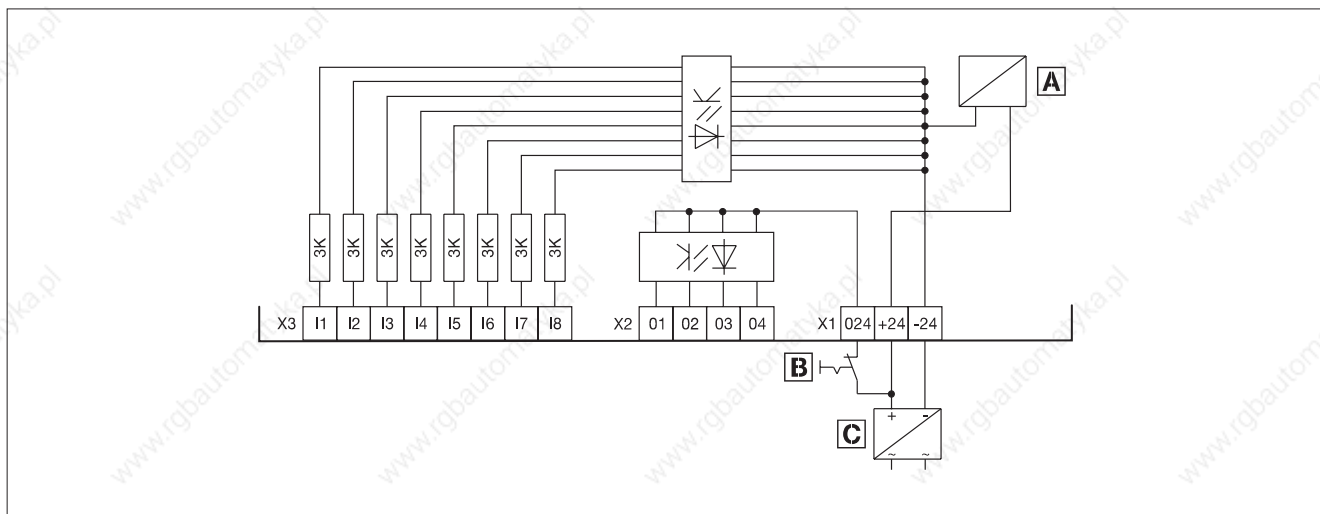 A
3K 3K 3K 3K 3K 3K 3K 3K
X3 I1 I2 I3 I4 I5 I6 I7 I8 X2 01 02 03 04 X1 024 +24 -24
B
+ -
C
~ ~
www.rgbautomatyka.pl